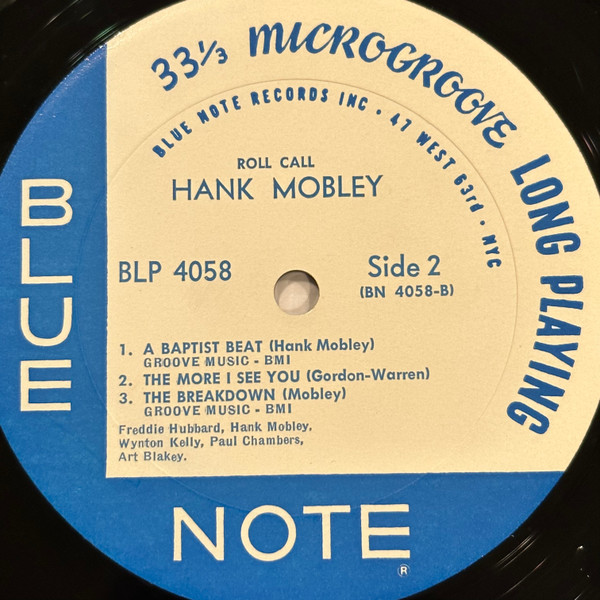 33⅓ MICROGROOVE LONG PLAYING
BLUE NOTE RECORDS INC · 47 WEST 63rd · NYC
ROLL CALL
HANK MOBLEY
BLP 4058
Side 2
(BN 4058-B)
1. A BAPTIST BEAT (Hank Mobley)
GROOVE MUSIC - BMI
2. THE MORE I SEE YOU (Gordon-Warren)
3. THE BREAKDOWN (Mobley)
GROOVE MUSIC - BMI
Freddie Hubbard, Hank Mobley,
Wynton Kelly, Paul Chambers,
Art Blakey.
BLUE
NOTE
®